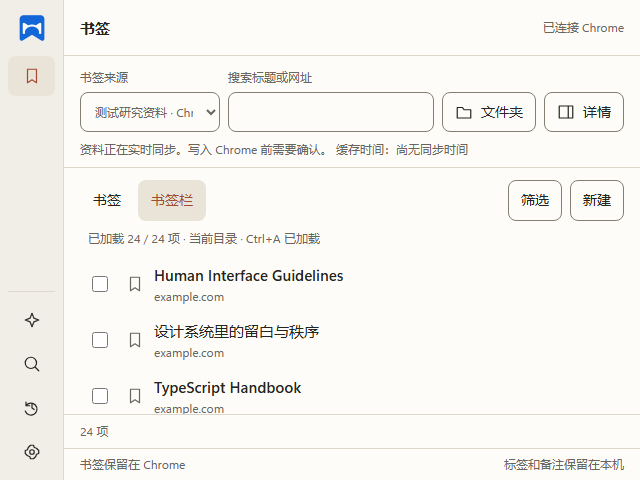 书签
已连接 Chrome
书签来源
搜索标题或网址
测试研究资料 · Chr
文件夹
详情
资料正在实时同步。写入 Chrome 前需要确认。 缓存时间：尚无同步时间
书签
书签栏
筛选
新建
已加载 24 / 24 项 · 当前目录 · Ctrl+A 已加载
Human Interface Guidelines
example.com
设计系统里的留白与秩序
example.com
TypeScript Handbook
example.com
24 项
书签保留在 Chrome
标签和备注保留在本机